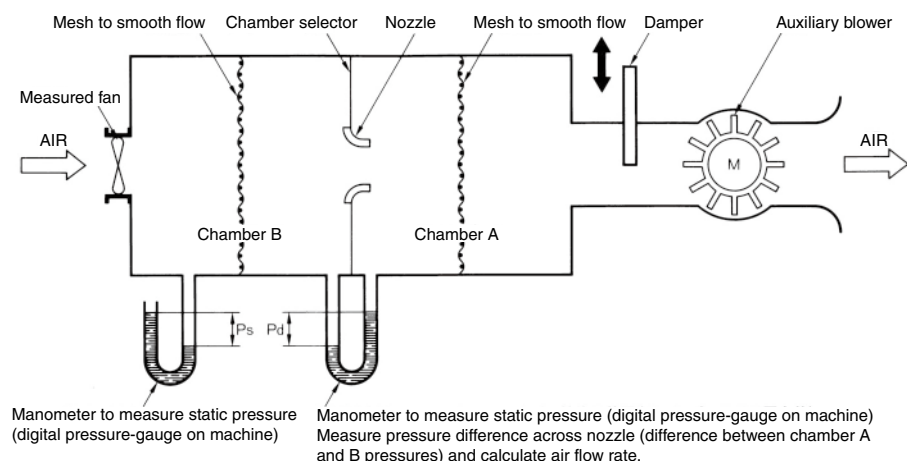 Mesh to smooth flow
Chamber selector
Nozzle
Mesh to smooth flow
Damper
Auxiliary blower
Measured fan
AIR
M
AIR
Chamber B
Chamber A
Ps
Pd
Manometer to measure static pressure
(digital pressure-gauge on machine)
Manometer to measure static pressure (digital pressure-gauge on machine)
Measure pressure difference across nozzle (difference between chamber A
and B pressures) and calculate air flow rate.